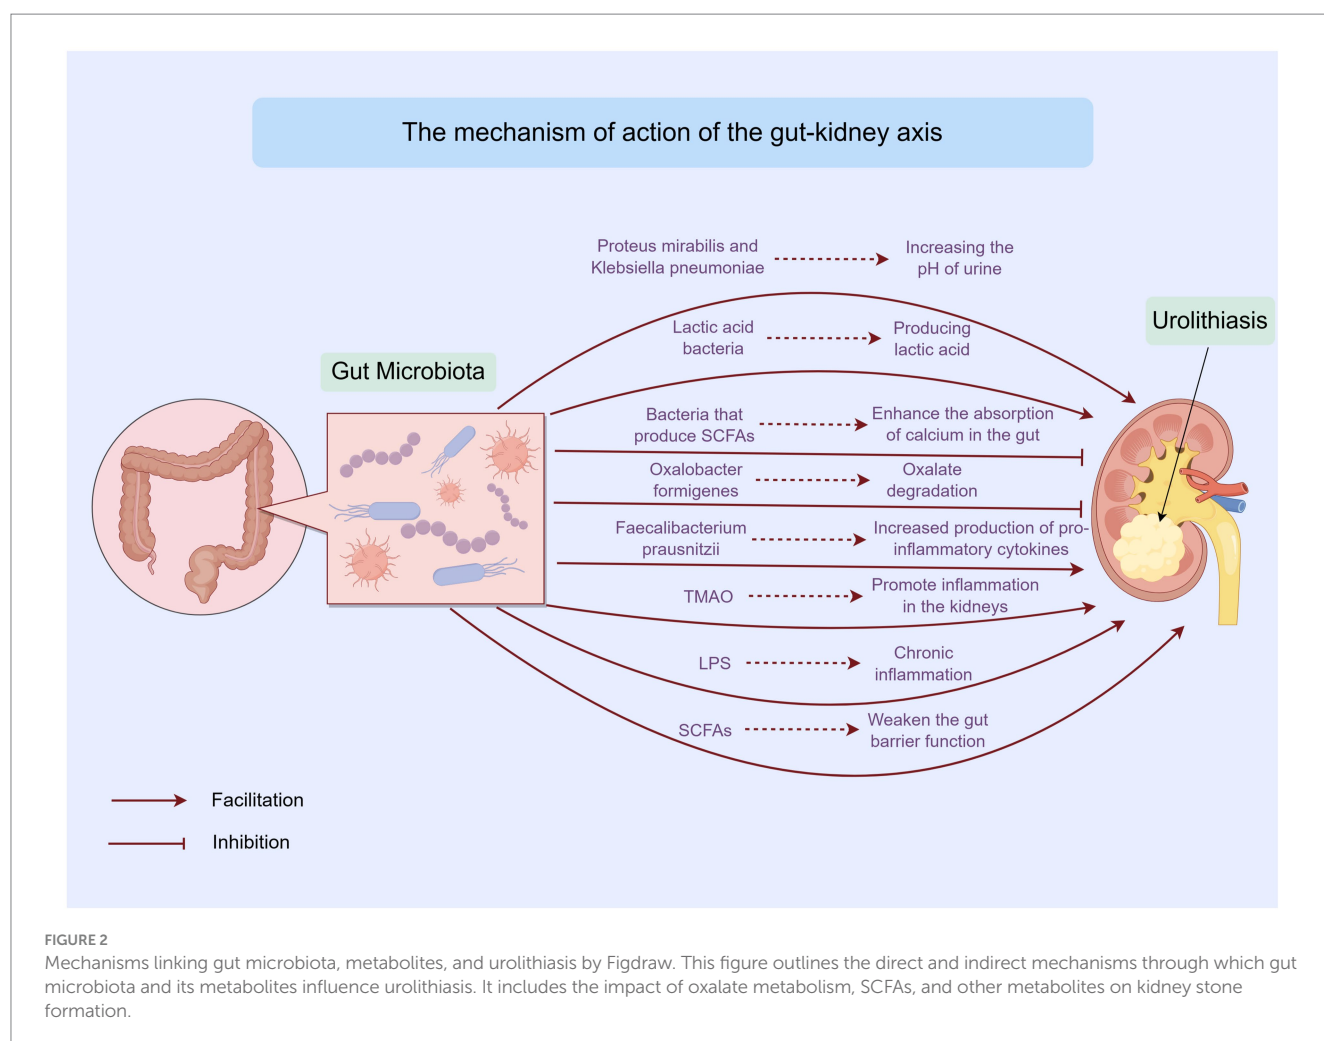 The mechanism of action of the gut-kidney axis
Proteus mirabilis and
Klebsiella pneumoniae
Increasing the
pH of urine
Lactic acid
bacteria
Producing
lactic acid
Urolithiasis
Gut Microbiota
Bacteria that
produce SCFAs
Enhance the absorption
of calcium in the gut
Oxalobacter
formigenes
Oxalate
degradation
Faecalibacterium
prausnitzii
Increased production of pro-
inflammatory cytokines
TMAO
Promote inflammation
in the kidneys
LPS
Chronic
inflammation
SCFAs
Weaken the gut
barrier function
Facilitation
Inhibition
FIGURE 2
Mechanisms linking gut microbiota, metabolites, and urolithiasis by Figdraw. This figure outlines the direct and indirect mechanisms through which gut
microbiota and its metabolites influence urolithiasis. It includes the impact of oxalate metabolism, SCFAs, and other metabolites on kidney stone
formation.